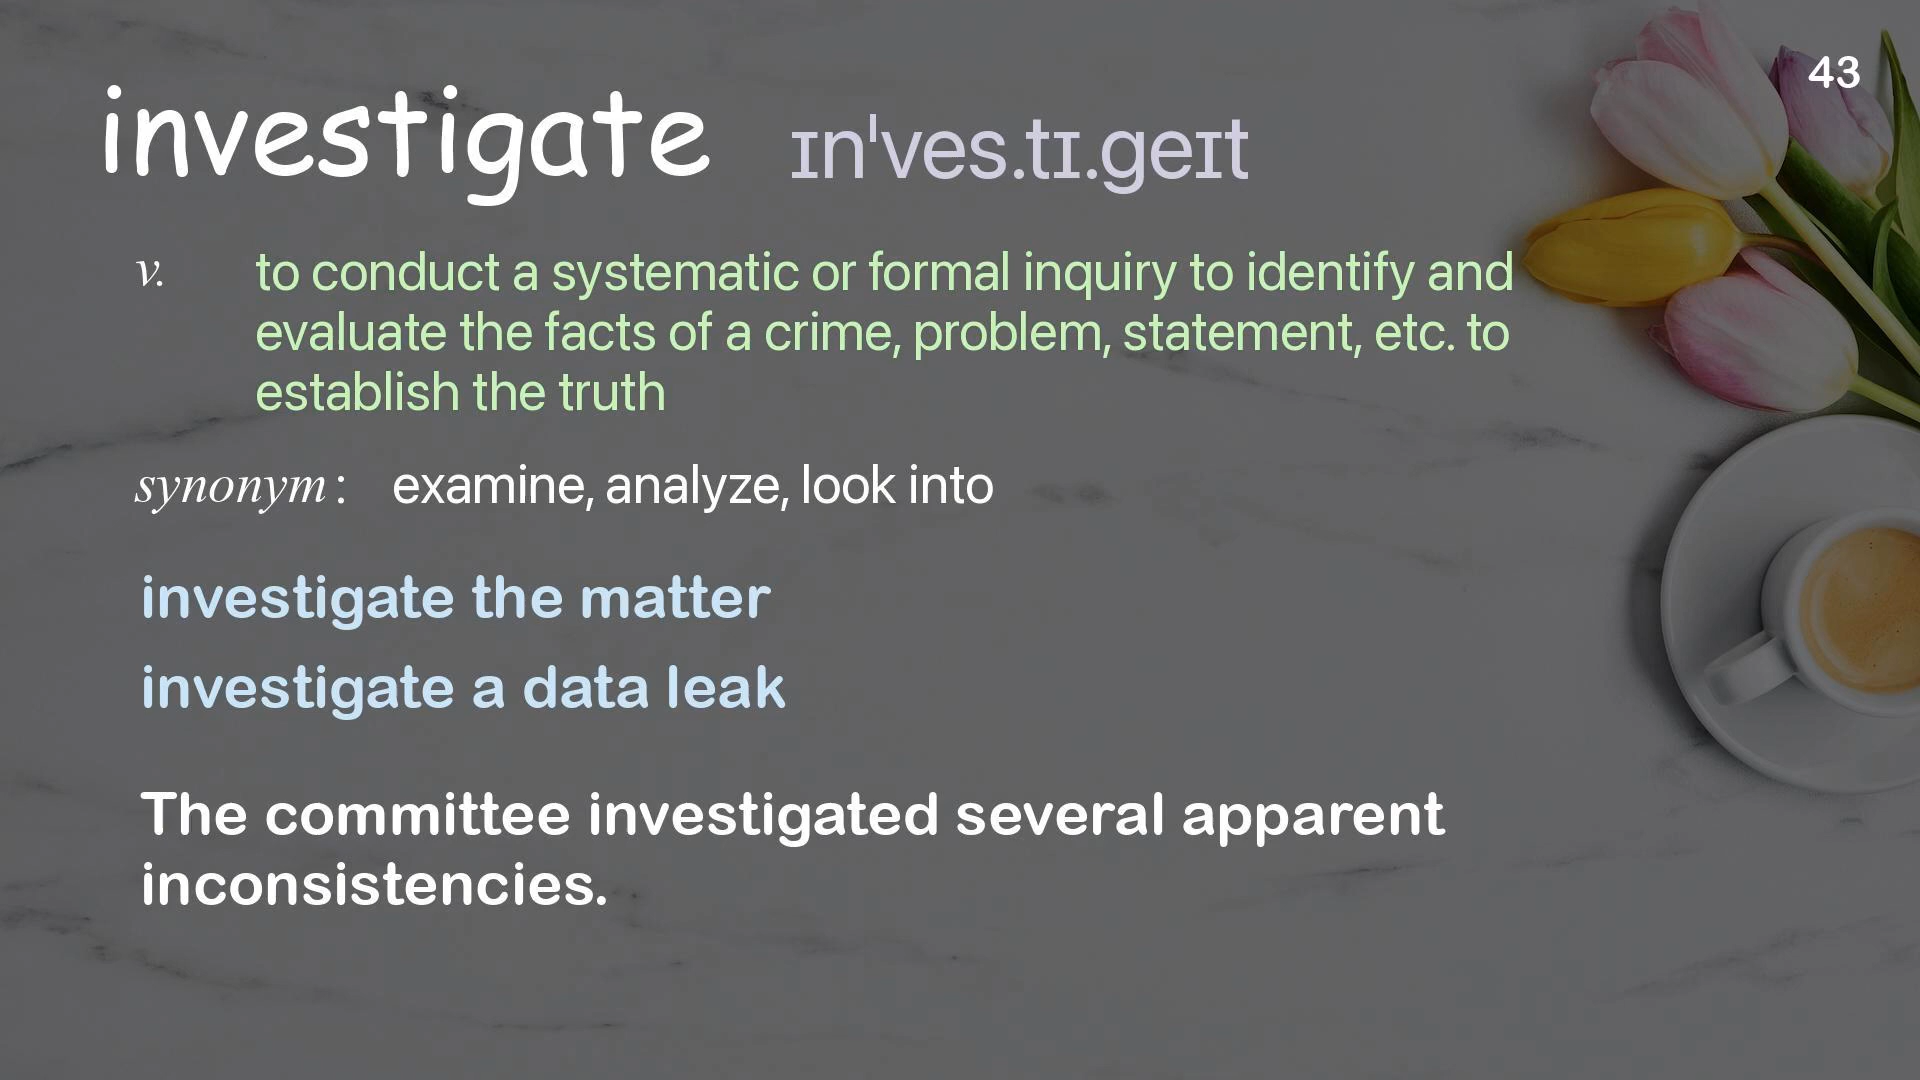 43
investigate ɪnˈves.tɪ.geɪt
v. to conduct a systematic or formal inquiry to identify and
evaluate the facts of a crime, problem, statement, etc. to
establish the truth
synonym : examine, analyze, look into
investigate the matter
investigate a data leak
The committee investigated several apparent
inconsistencies.